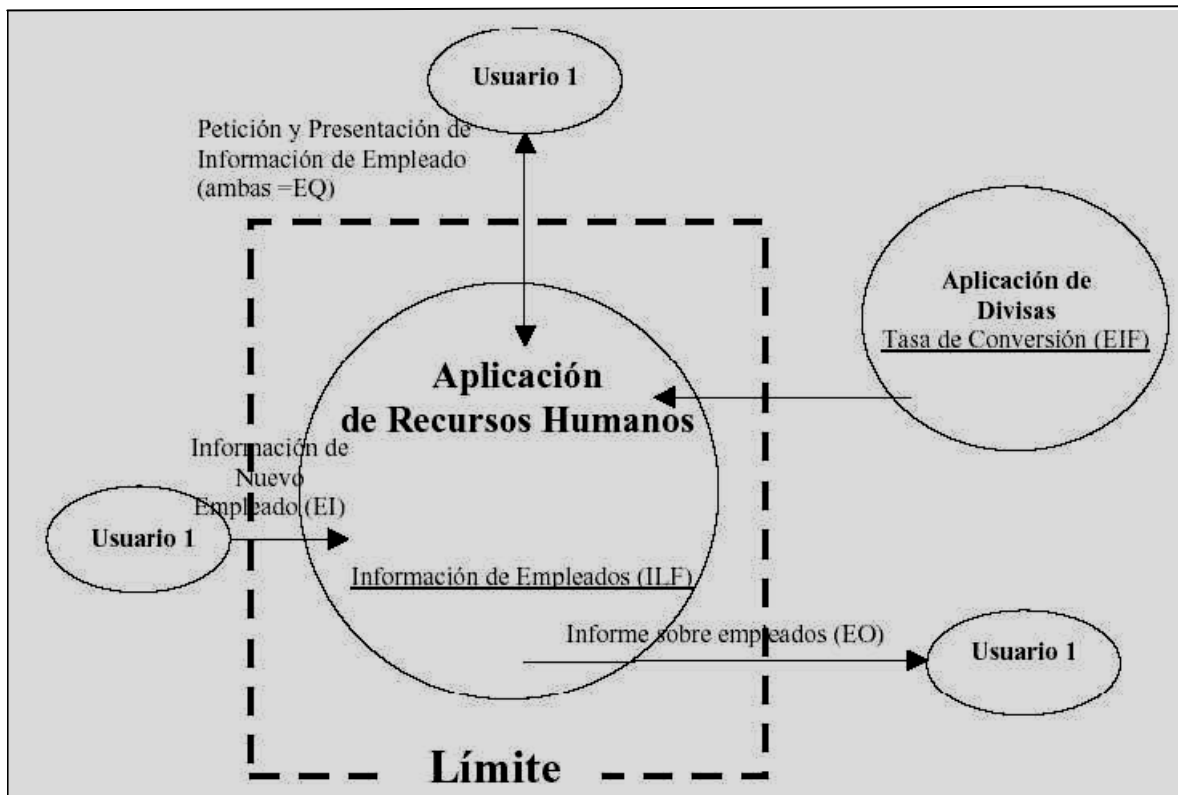 Usuario 1
Petición y Presentación de
Información de Empleado
(ambas =EQ)
Aplicación de
Divisas
Tasa de Conversión (EIF)
Aplicación
de Recursos Humanos
Información de
Nuevo
Empleado (EI)
Usuario 1
Información de Empleados (ILF)
Informe sobre empleados (EO)
Usuario 1
Límite